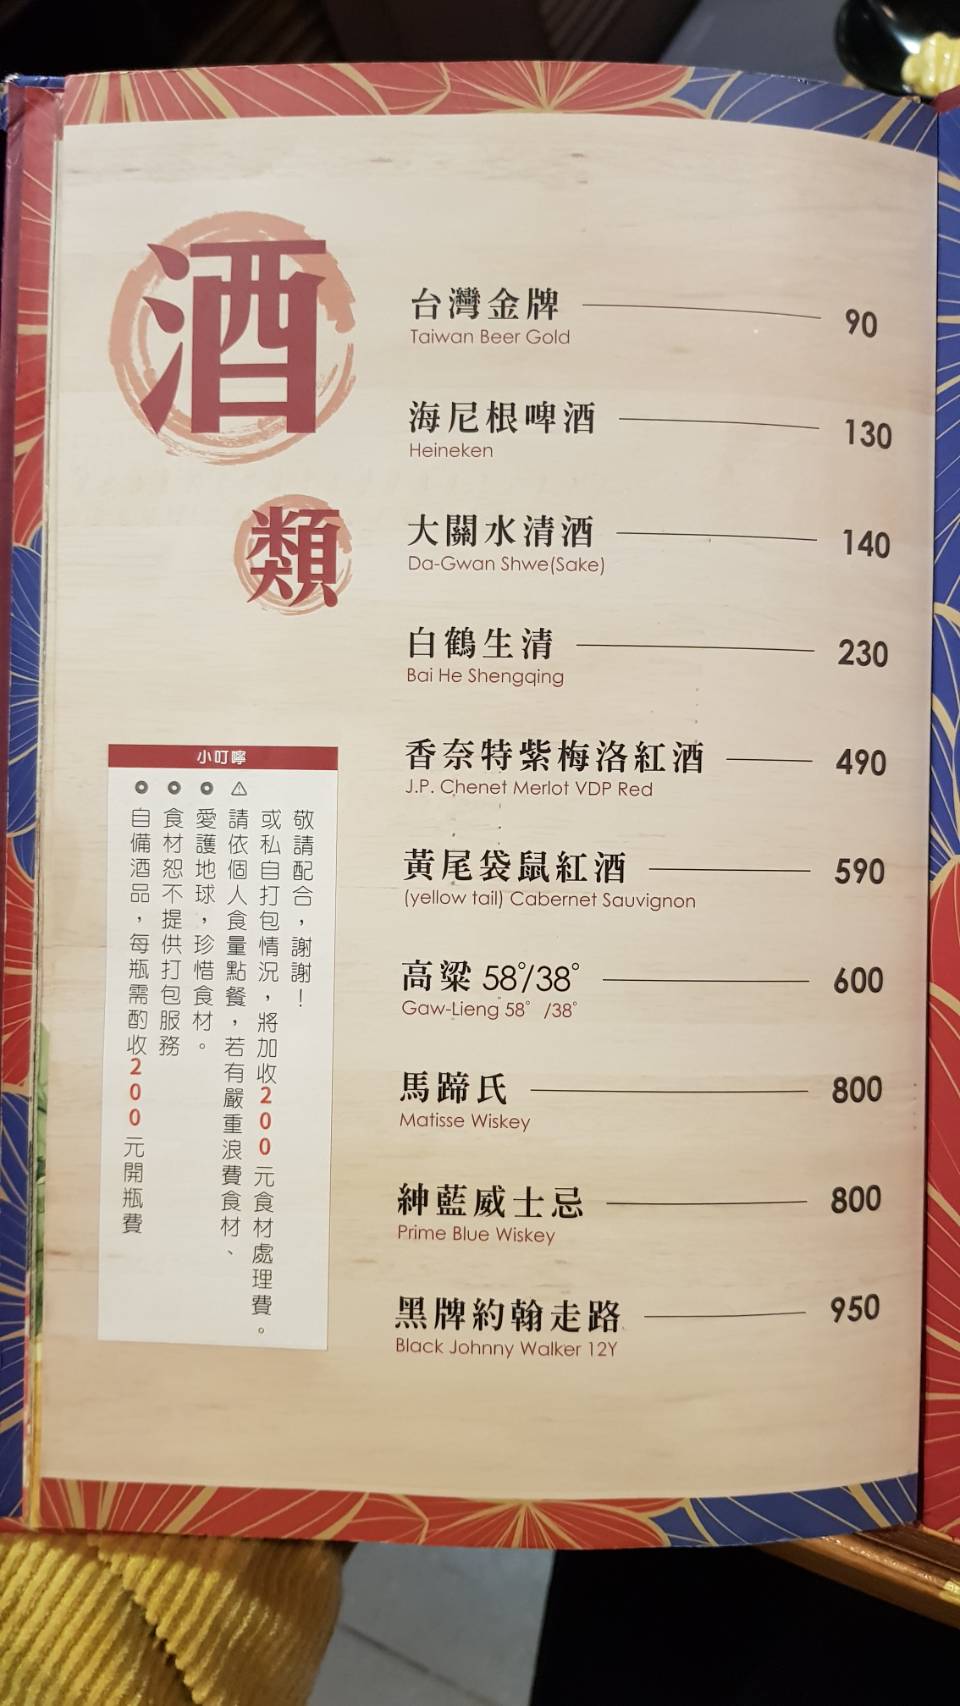 酒類
台灣金牌 90
Taiwan Beer Gold
海尼根啤酒 130
Heineken
大關水清酒 140
Da-Gwan Shwe(Sake)
白鶴生清 230
Bai He Shengqing
香奈特紫梅洛紅酒 490
J.P. Chenet Merlot VDP Red
黃尾袋鼠紅酒 590
(yellow tail) Cabernet Sauvignon
高粱 58°/38° 600
Gaw-Lieng 58° /38°
馬蹄氏 800
Matisse Wiskey
紳藍威士忌 800
Prime Blue Wiskey
黑牌約翰走路 950
Black Johnny Walker 12Y
小叮嚀
◎自備酒品，每瓶需酌收200元開瓶費
◎食材恕不提供打包服務
◎愛護地球，珍惜食材。
⚠請依個人食量點餐，若有嚴重浪費食材、
或私自打包情況，將加收200元食材處理費。
敬請配合，謝謝！